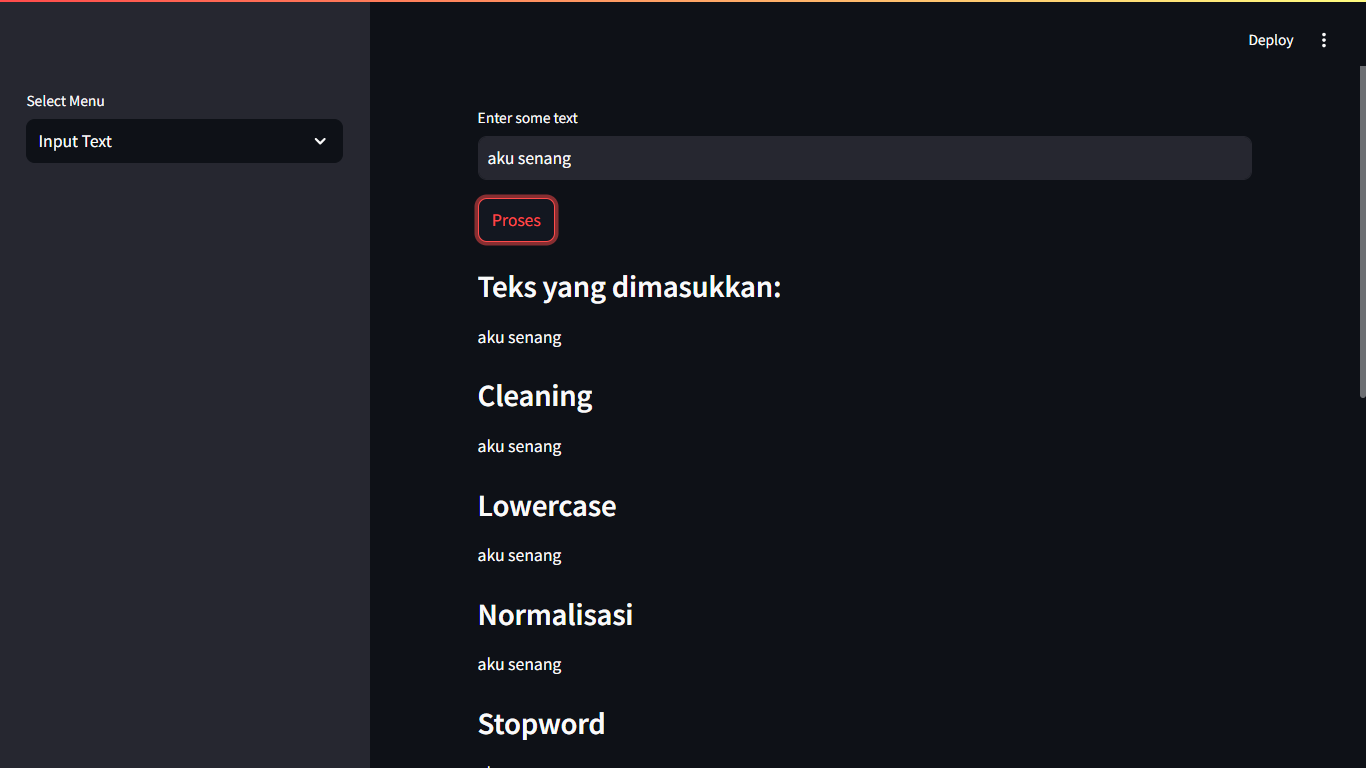 Deploy
Select Menu
Input Text
Enter some text
aku senang
Proses
Teks yang dimasukkan:
aku senang
Cleaning
aku senang
Lowercase
aku senang
Normalisasi
aku senang
Stopword